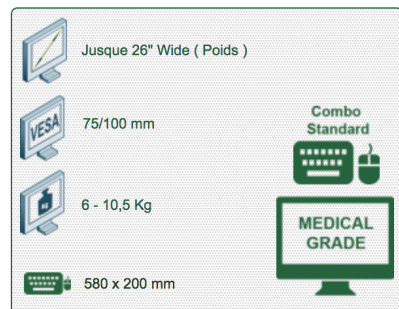 Jusque 26" Wide ( Poids )
VESA
75/100 mm
6 - 10,5 Kg
580 x 200 mm
Combo
Standard
MEDICAL
GRADE